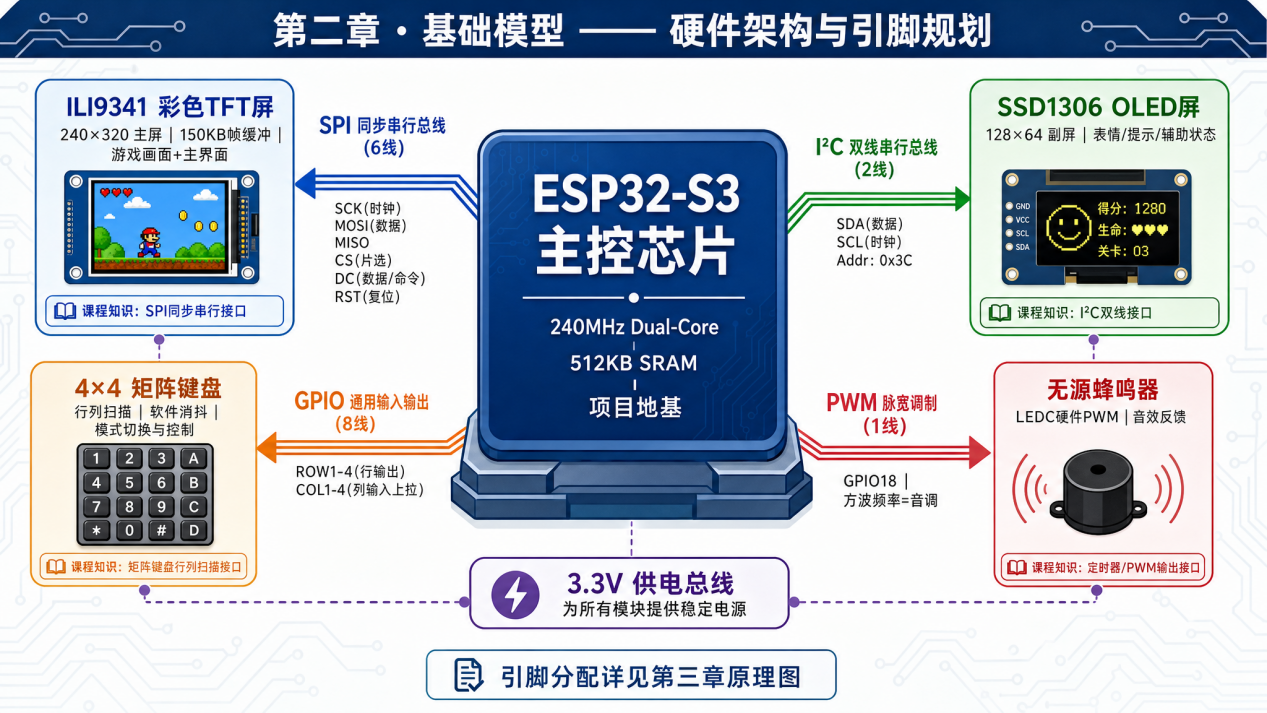 第二章 · 基础模型 —— 硬件架构与引脚规划
ILI9341 彩色TFT屏
240×320 主屏 | 150KB帧缓冲 |
游戏画面+主界面
课程知识：SPI同步串行接口
SPI 同步串行总线
(6线)
SCK(时钟)
MOSI(数据)
MISO
CS(片选)
DC(数据/命令)
RST(复位)
ESP32-S3
主控芯片
240MHz Dual-Core
512KB SRAM
项目地基
I²C 双线串行总线
(2线)
SDA(数据)
SCL(时钟)
Addr: 0x3C
SSD1306 OLED屏
128×64 副屏 | 表情/提示/辅助状态
GND
VCC
SCL
SDA
得分: 1280
生命: ♥♥♥
关卡: 03
课程知识：I²C双线接口
4×4 矩阵键盘
行列扫描 | 软件消抖 |
模式切换与控制
1 2 3 A
4 5 6 B
7 8 9 C
* 0 # D
课程知识：矩阵键盘行列扫描接口
GPIO 通用输入输出
(8线)
ROW1-4(行输出)
COL1-4(列输入上拉)
PWM 脉宽调制
(1线)
GPIO18 |
方波频率=音调
无源蜂鸣器
LEDC硬件PWM | 音效反馈
课程知识：定时器/PWM输出接口
3.3V 供电总线
为所有模块提供稳定电源
引脚分配详见第三章原理图